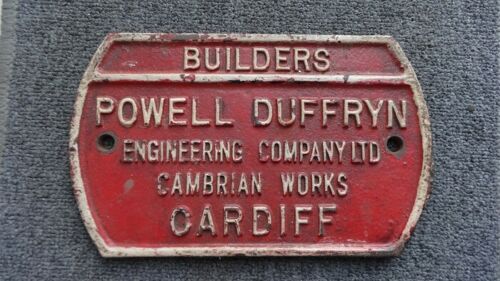 BUILDERS
POWELL DUFFRYN
ENGINEERING COMPANY LTD
CAMBRIAN WORKS
CARDIFF